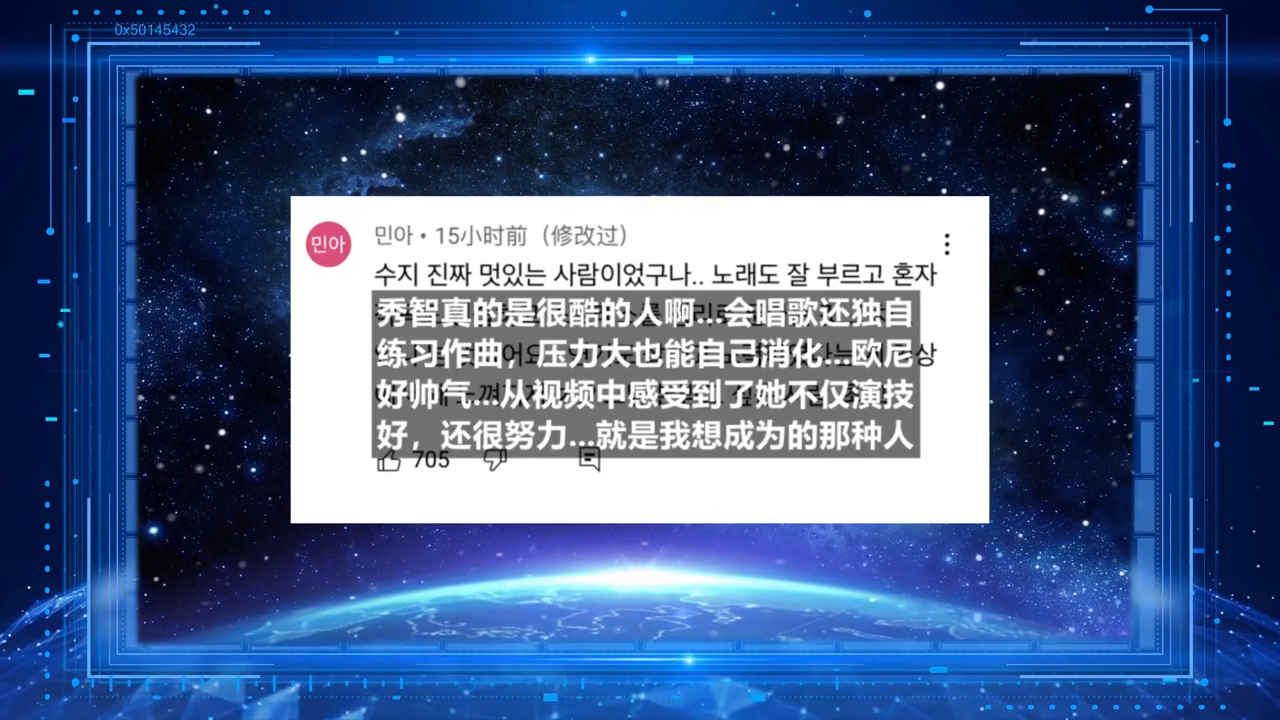 0x50145432
민아
민아 • 15小时前（修改过）
수지 진짜 멋있는 사람이었구나.. 노래도 잘 부르고 혼자
秀智真的是很酷的人啊...会唱歌还独自
练习作曲，压力大也能自己消化...欧尼
好帅气...从视频中感受到了她不仅演技
好，还很努力...就是我想成为的那种人
705